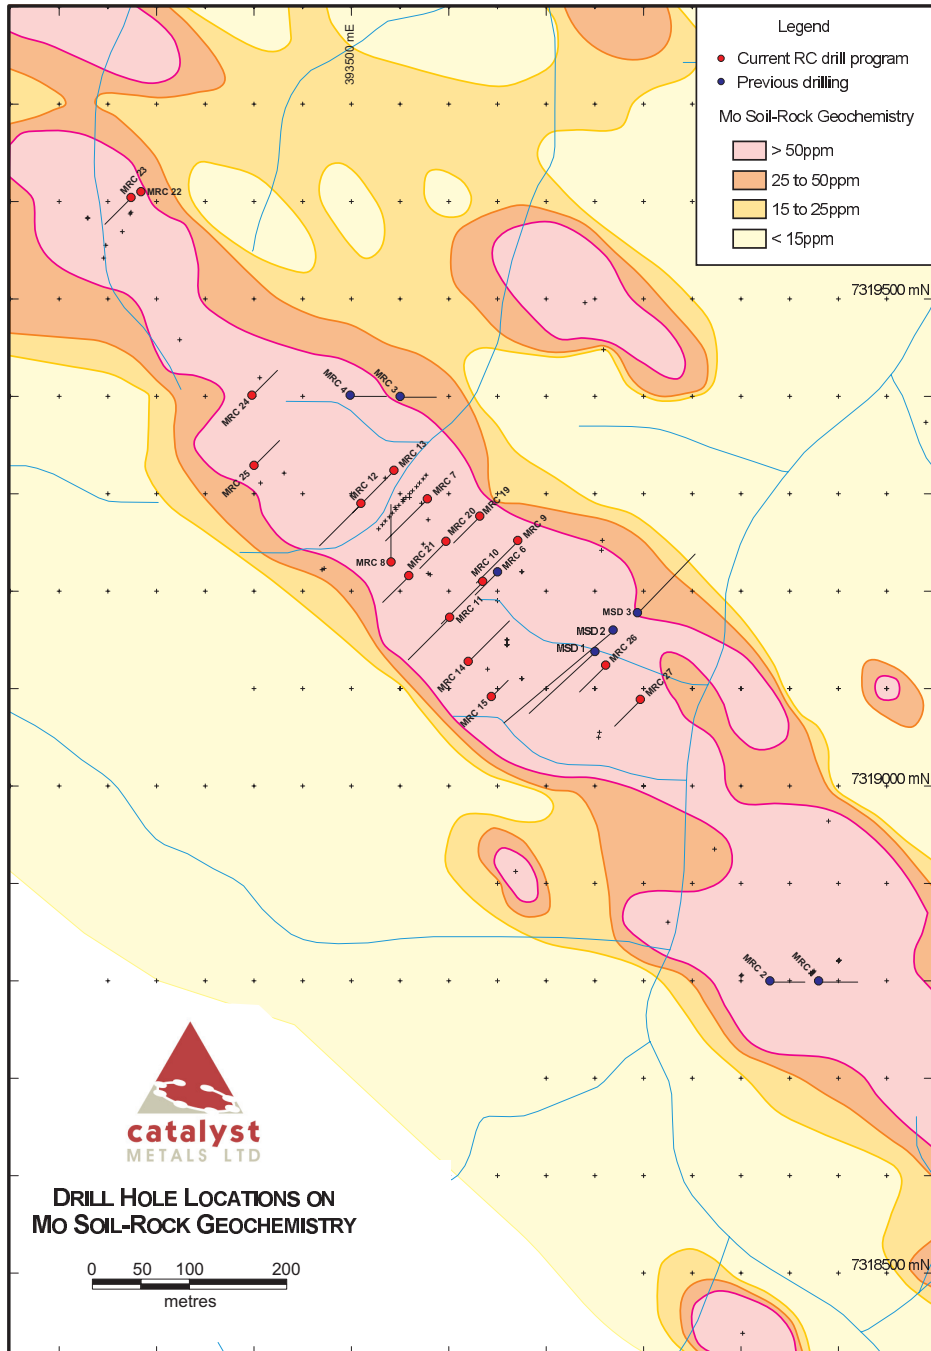 Legend
Current RC drill program
Previous drilling
Mo Soil-Rock Geochemistry
> 50ppm
25 to 50ppm
15 to 25ppm
< 15ppm
393500 mE
MRC 23
MRC 22
7319500 mN
MRC 4
MRC 3
MRC 24
MRC 25
MRC 13
MRC 12
MRC 7
MRC 19
MRC 20
MRC 9
MRC 8
MRC 21
MRC 10
MRC 6
MRC 11
MSD 3
MSD 2
MSD 1
MRC 26
MRC 14
MRC 27
MRC 15
7319000 mN
MRC 2
MRC
catalyst
METALS LTD
DRILL HOLE LOCATIONS ON
MO SOIL-ROCK GEOCHEMISTRY
0 50 100 200
metres
7318500 mN